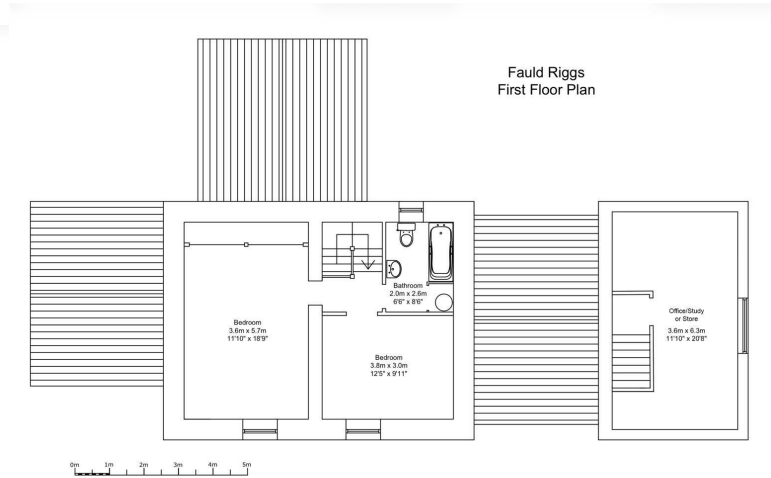 Fauld Riggs
First Floor Plan
Bathroom
2.0m x 2.6m
6'6" x 8'6"
Bedroom
3.6m x 5.7m
11'10" x 18'9"
Bedroom
3.8m x 3.0m
12'5" x 9'11"
Office/Study
or Store
3.6m x 6.3m
11'10" x 20'8"
0m 1m 2m 3m 4m 5m